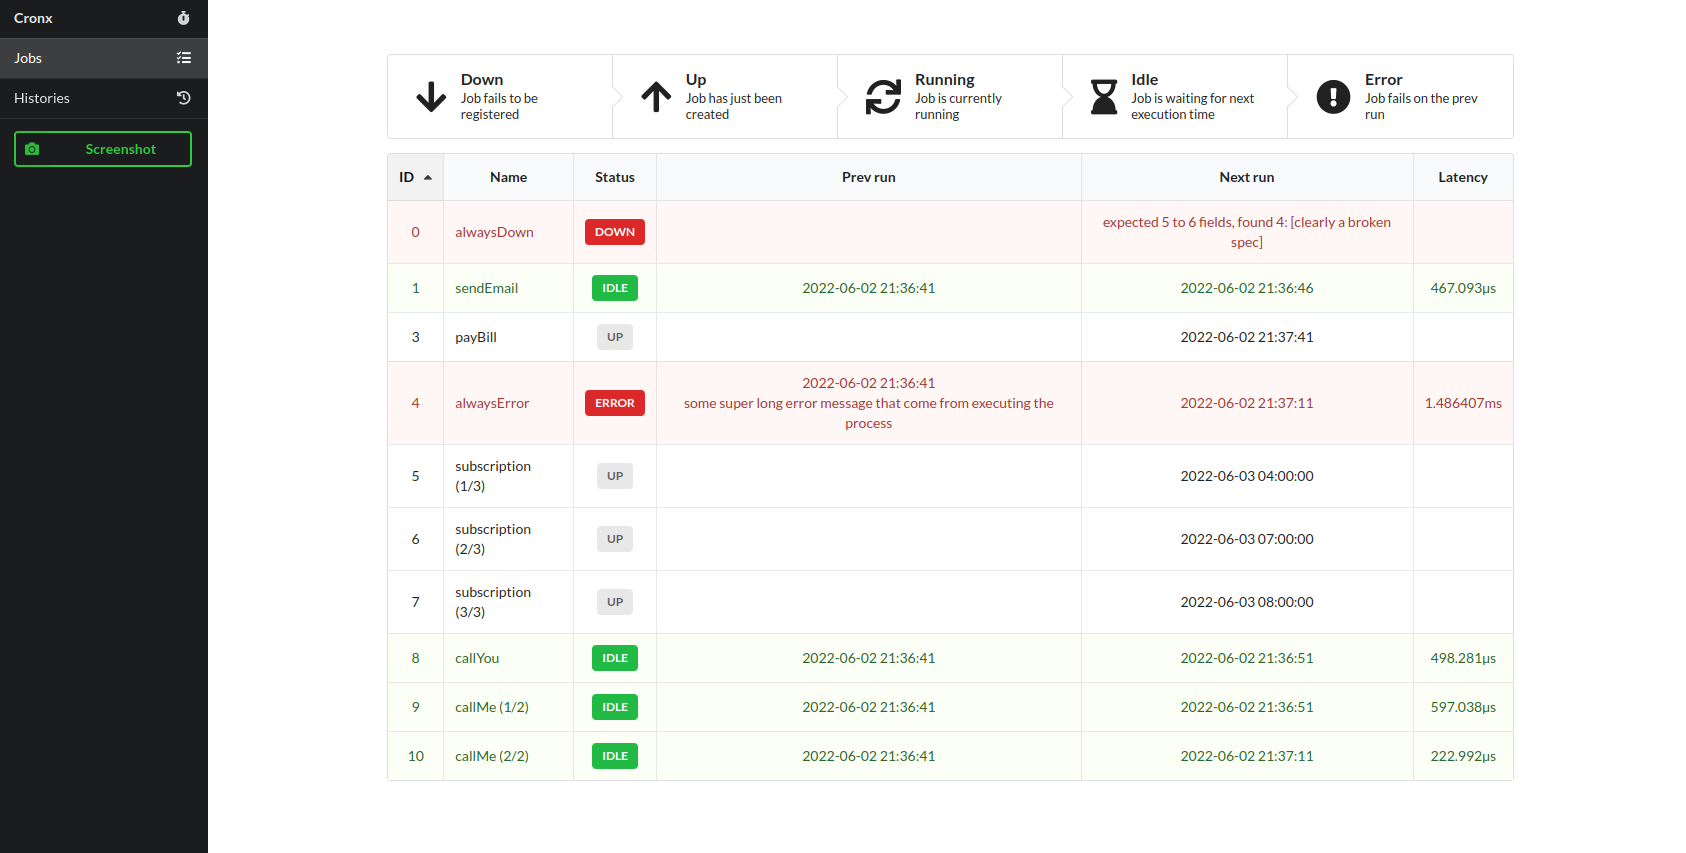 Cronx
Jobs
Histories
Screenshot
Down
Job fails to be
registered
Up
Job has just been
created
Running
Job is currently
running
Idle
Job is waiting for next
execution time
Error
Job fails on the prev
run
ID Name Status Prev run Next run Latency
0 alwaysDown DOWN expected 5 to 6 fields, found 4: [clearly a broken
spec]
1 sendEmail IDLE 2022-06-02 21:36:41 2022-06-02 21:36:46 467.093µs
3 payBill UP 2022-06-02 21:37:41
4 alwaysError ERROR 2022-06-02 21:36:41
some super long error message that come from executing the
process
2022-06-02 21:37:11 1.486407ms
5 subscription
(1/3)
UP 2022-06-03 04:00:00
6 subscription
(2/3)
UP 2022-06-03 07:00:00
7 subscription
(3/3)
UP 2022-06-03 08:00:00
8 callYou IDLE 2022-06-02 21:36:41 2022-06-02 21:36:51 498.281µs
9 callMe (1/2) IDLE 2022-06-02 21:36:41 2022-06-02 21:36:51 597.038µs
10 callMe (2/2) IDLE 2022-06-02 21:36:41 2022-06-02 21:37:11 222.992µs